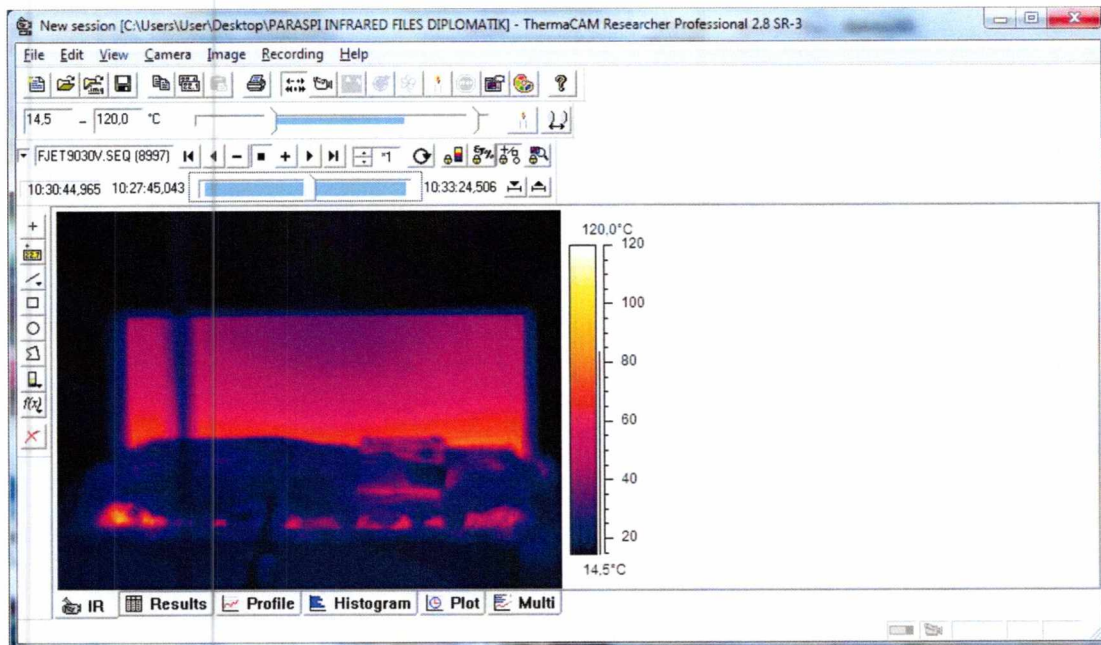 New session [C:\Users\User\Desktop\PARASPI INFRARED FILES DIPLOMATIK] - ThermaCAM Researcher Professional 2.8 SR-3
File Edit View Camera Image Recording Help
14,5 - 120,0 °C
FJET9030V.SEQ (8997) *1
10:30:44,965 10:27:45,043 10:33:24,506
120,0°C
120
100
80
60
40
20
14,5°C
f(x)
IR Results Profile Histogram Plot Multi